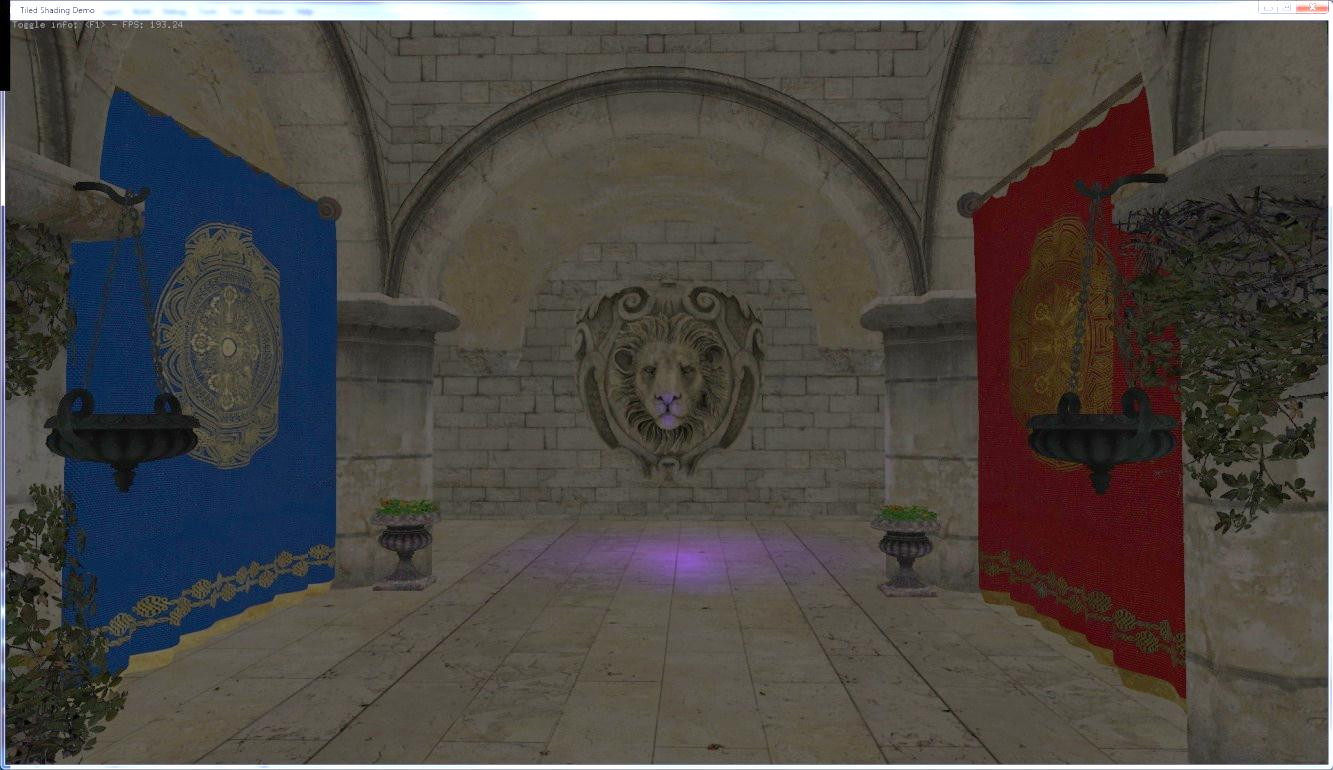 Tiled Shading Demo
Toggle info: <F1> - FPS: 193.24